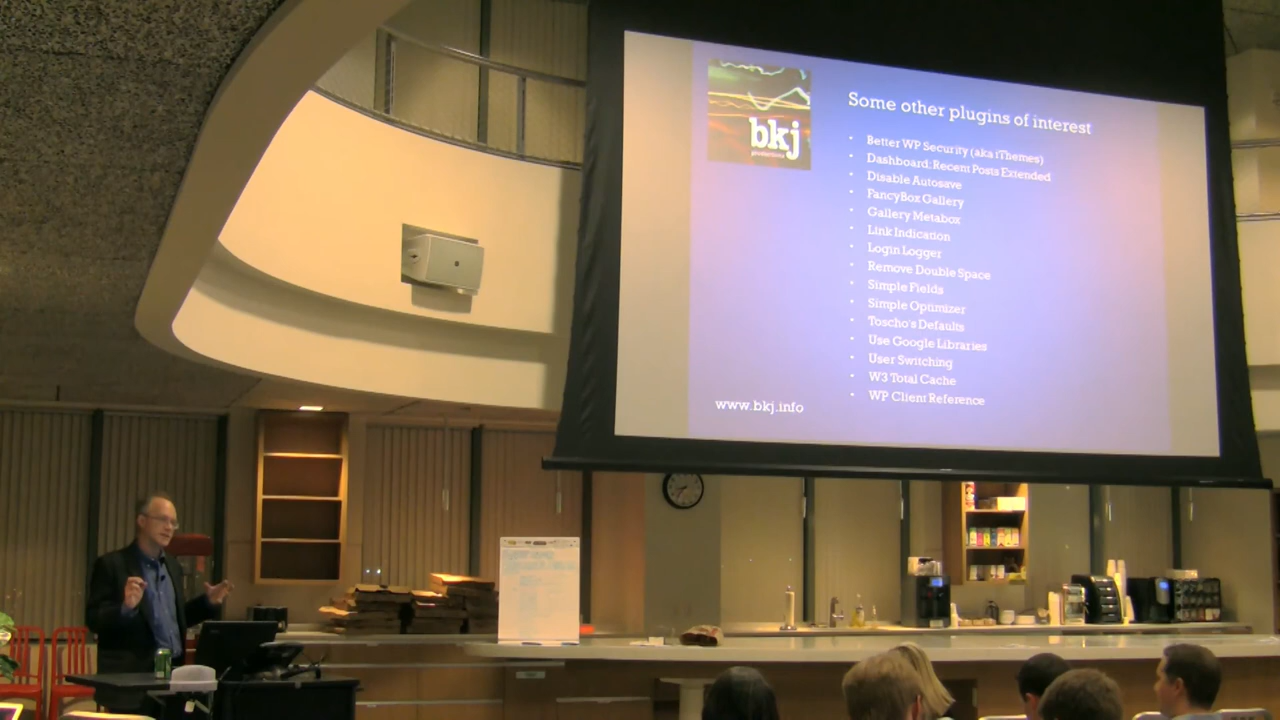 bkj
productions
Some other plugins of interest
• Better WP Security (aka iThemes)
• Dashboard: Recent Posts Extended
• Disable Autosave
• FancyBox Gallery
• Gallery Metabox
• Link Indication
• Login Logger
• Remove Double Space
• Simple Fields
• Simple Optimizer
• Toscho's Defaults
• Use Google Libraries
• User Switching
• W3 Total Cache
• WP Client Reference
www.bkj.info